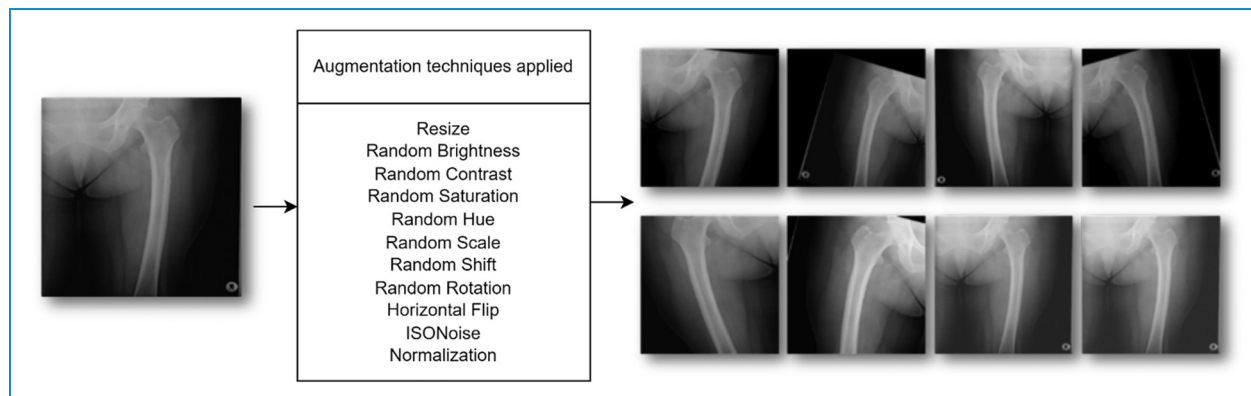 Augmentation techniques applied
Resize
Random Brightness
Random Contrast
Random Saturation
Random Hue
Random Scale
Random Shift
Random Rotation
Horizontal Flip
ISONoise
Normalization